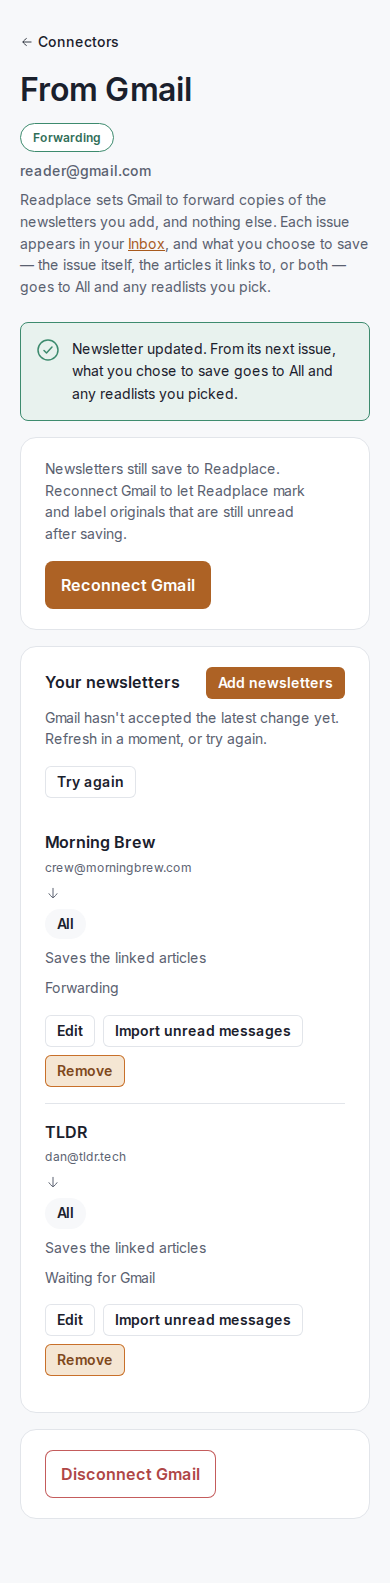 ← Connectors
From Gmail
Forwarding
reader@gmail.com
Readplace sets Gmail to forward copies of the
newsletters you add, and nothing else. Each issue
appears in your Inbox, and what you choose to save
— the issue itself, the articles it links to, or both —
goes to All and any readlists you pick.
Newsletter updated. From its next issue,
what you chose to save goes to All and
any readlists you picked.
Newsletters still save to Readplace.
Reconnect Gmail to let Readplace mark
and label originals that are still unread
after saving.
Reconnect Gmail
Your newsletters
Add newsletters
Gmail hasn't accepted the latest change yet.
Refresh in a moment, or try again.
Try again
Morning Brew
crew@morningbrew.com
↓
All
Saves the linked articles
Forwarding
Edit
Import unread messages
Remove
TLDR
dan@tldr.tech
↓
All
Saves the linked articles
Waiting for Gmail
Edit
Import unread messages
Remove
Disconnect Gmail